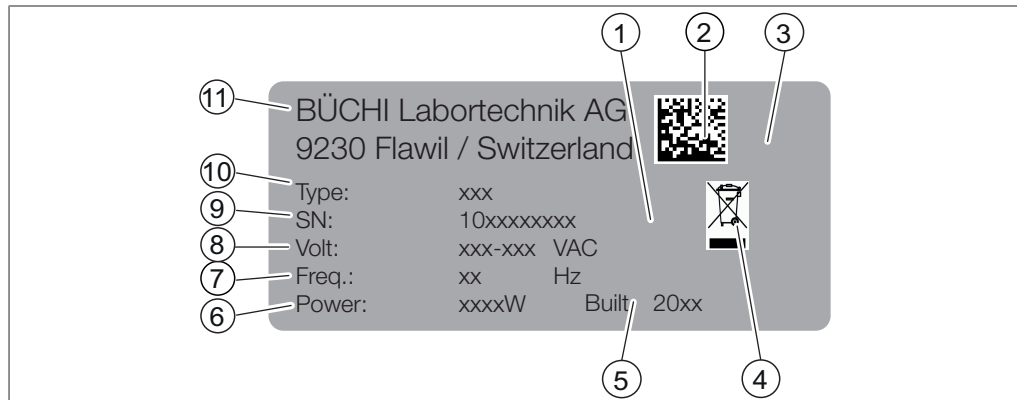 1 2 3
11 BÜCHI Labortechnik AG
9230 Flawil / Switzerland
10 Type: xxx
9 SN: 10xxxxxxxx
8 Volt: xxx-xxx VAC
7 Freq.: xx Hz
6 Power: xxxxW Built 20xx
5 4